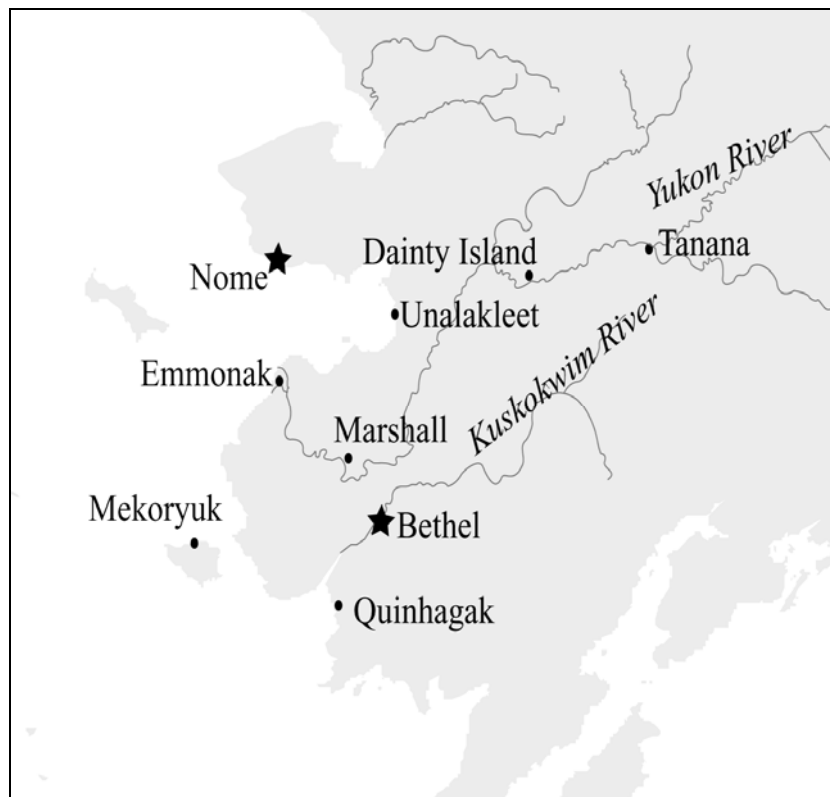 Yukon River
Dainty Island
Tanana
Nome
Unalakleet
Emmonak
Kuskokwim River
Marshall
Mekoryuk
Bethel
Quinhagak